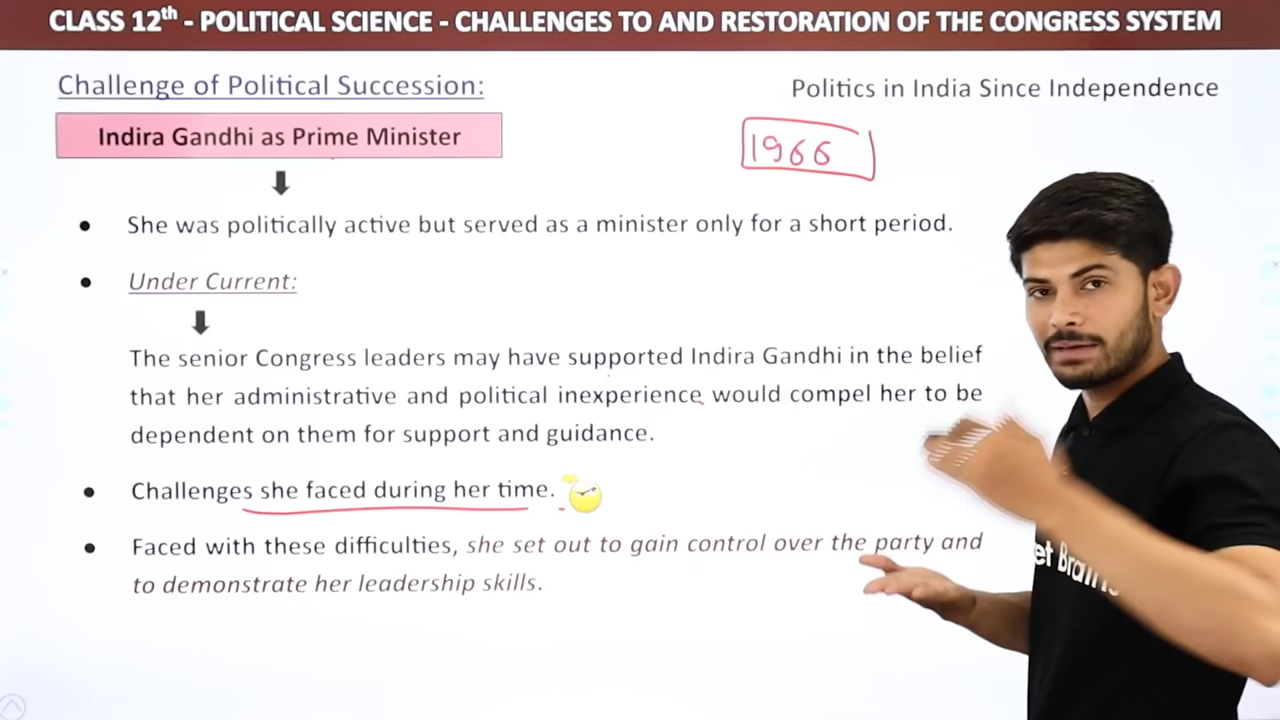 CLASS 12th - POLITICAL SCIENCE - CHALLENGES TO AND RESTORATION OF THE CONGRESS SYSTEM
Challenge of Political Succession:
Politics in India Since Independence
Indira Gandhi as Prime Minister
1966
She was politically active but served as a minister only for a short period.
Under Current:
The senior Congress leaders may have supported Indira Gandhi in the belief
that her administrative and political inexperience would compel her to be
dependent on them for support and guidance.
Challenges she faced during her time.
Faced with these difficulties, she set out to gain control over the party and
to demonstrate her leadership skills.